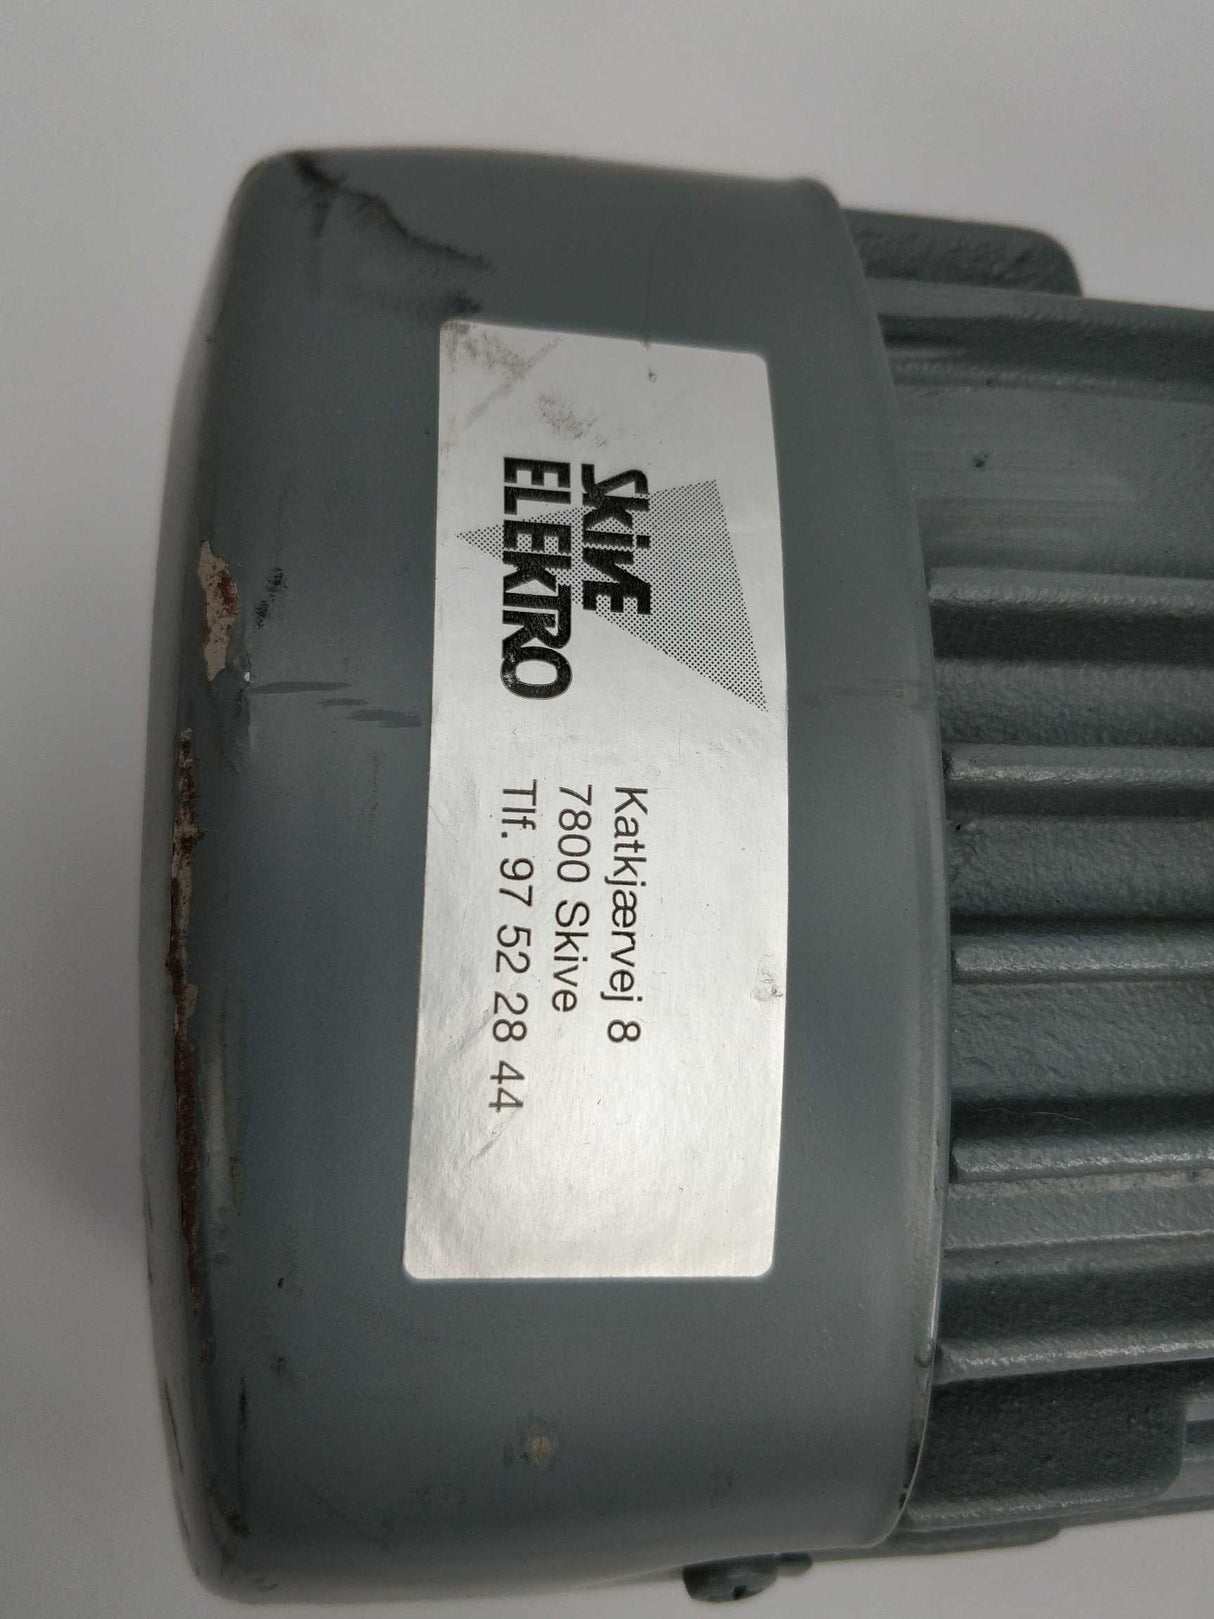 Skive
ELEKTRO
Katkjærvej 8
7800 Skive
Tlf. 97 52 28 44